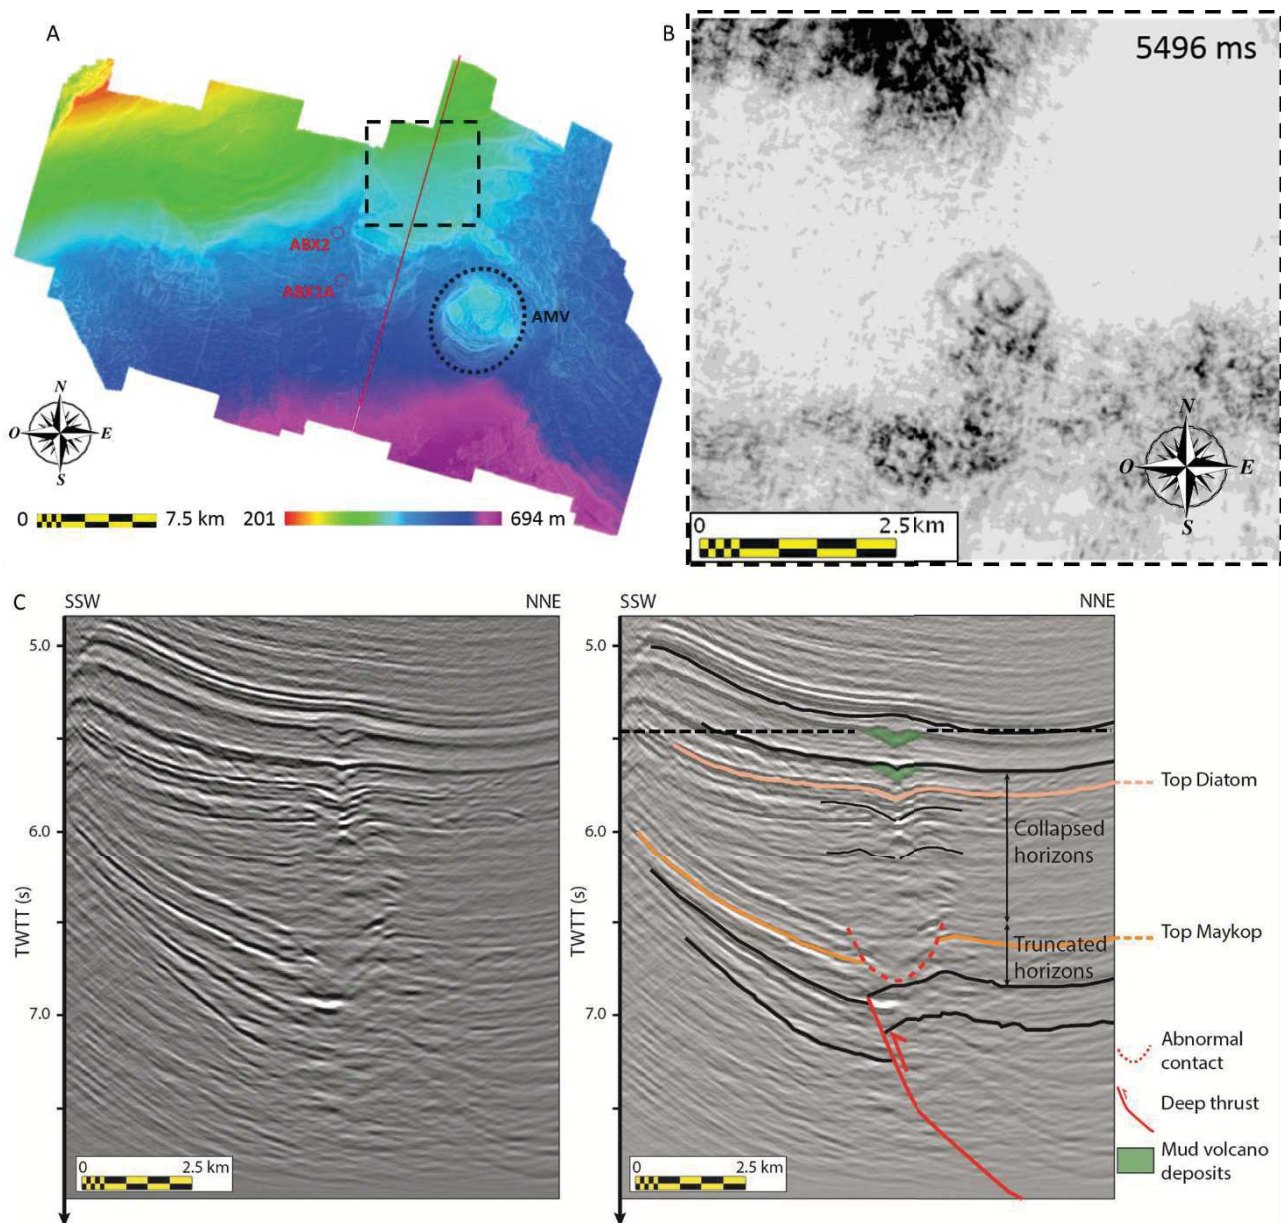 A
ABX2
ABX1A
AMV
N
O E
S
0 7.5 km 201 694 m
B
5496 ms
N
O E
S
0 2.5km
C
SSW NNE
5.0
6.0
7.0
TWTT (s)
0 2.5 km
SSW NNE
5.0
6.0
7.0
TWTT (s)
0 2.5 km
Top Diatom
Collapsed
horizons
Top Maykop
Truncated
horizons
Abnormal
contact
Deep thrust
Mud volcano
deposits